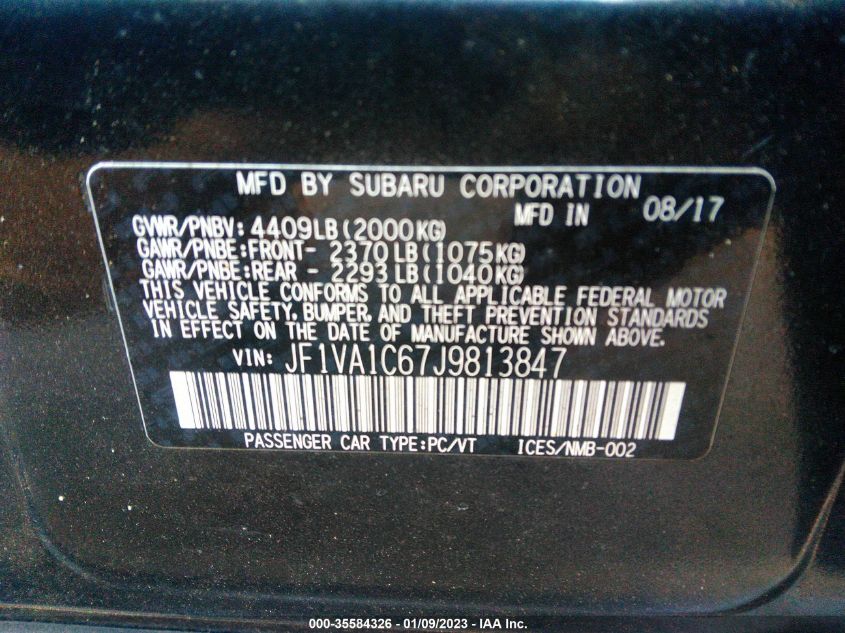 MFD BY SUBARU CORPORATION
MFD IN 08/17
GVWR/PNBV: 4409LB(2000KG)
GAWR/PNBE:FRONT- 2370LB(1075KG)
GAWR/PNBE:REAR - 2293LB(1040KG)
THIS VEHICLE CONFORMS TO ALL APPLICABLE FEDERAL MOTOR
VEHICLE SAFETY, BUMPER, AND THEFT PREVENTION STANDARDS
IN EFFECT ON THE DATE OF MANUFACTURE SHOWN ABOVE.
VIN: JF1VA1C67J9813847
PASSENGER CAR TYPE:PC/VT ICES/NMB-002
000-35584326 - 01/09/2023 - IAA Inc.